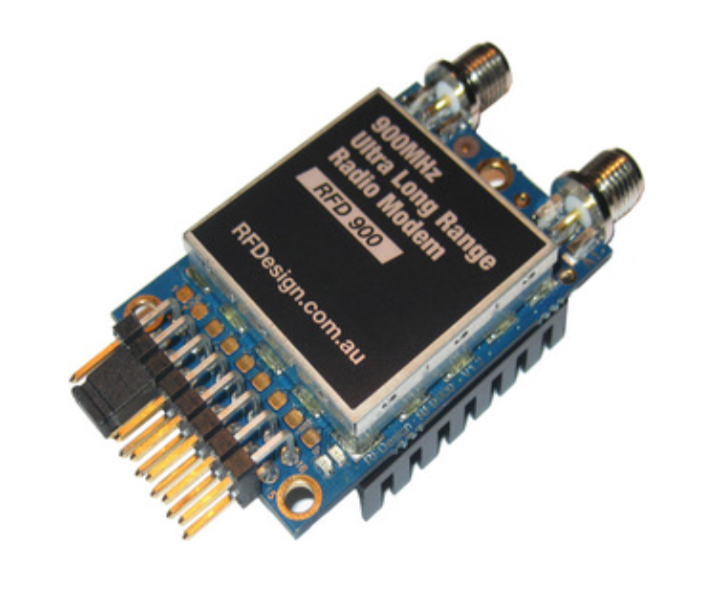 900MHz
Ultra Long Range
Radio Modem
RFD 900
RFDesign.com.au